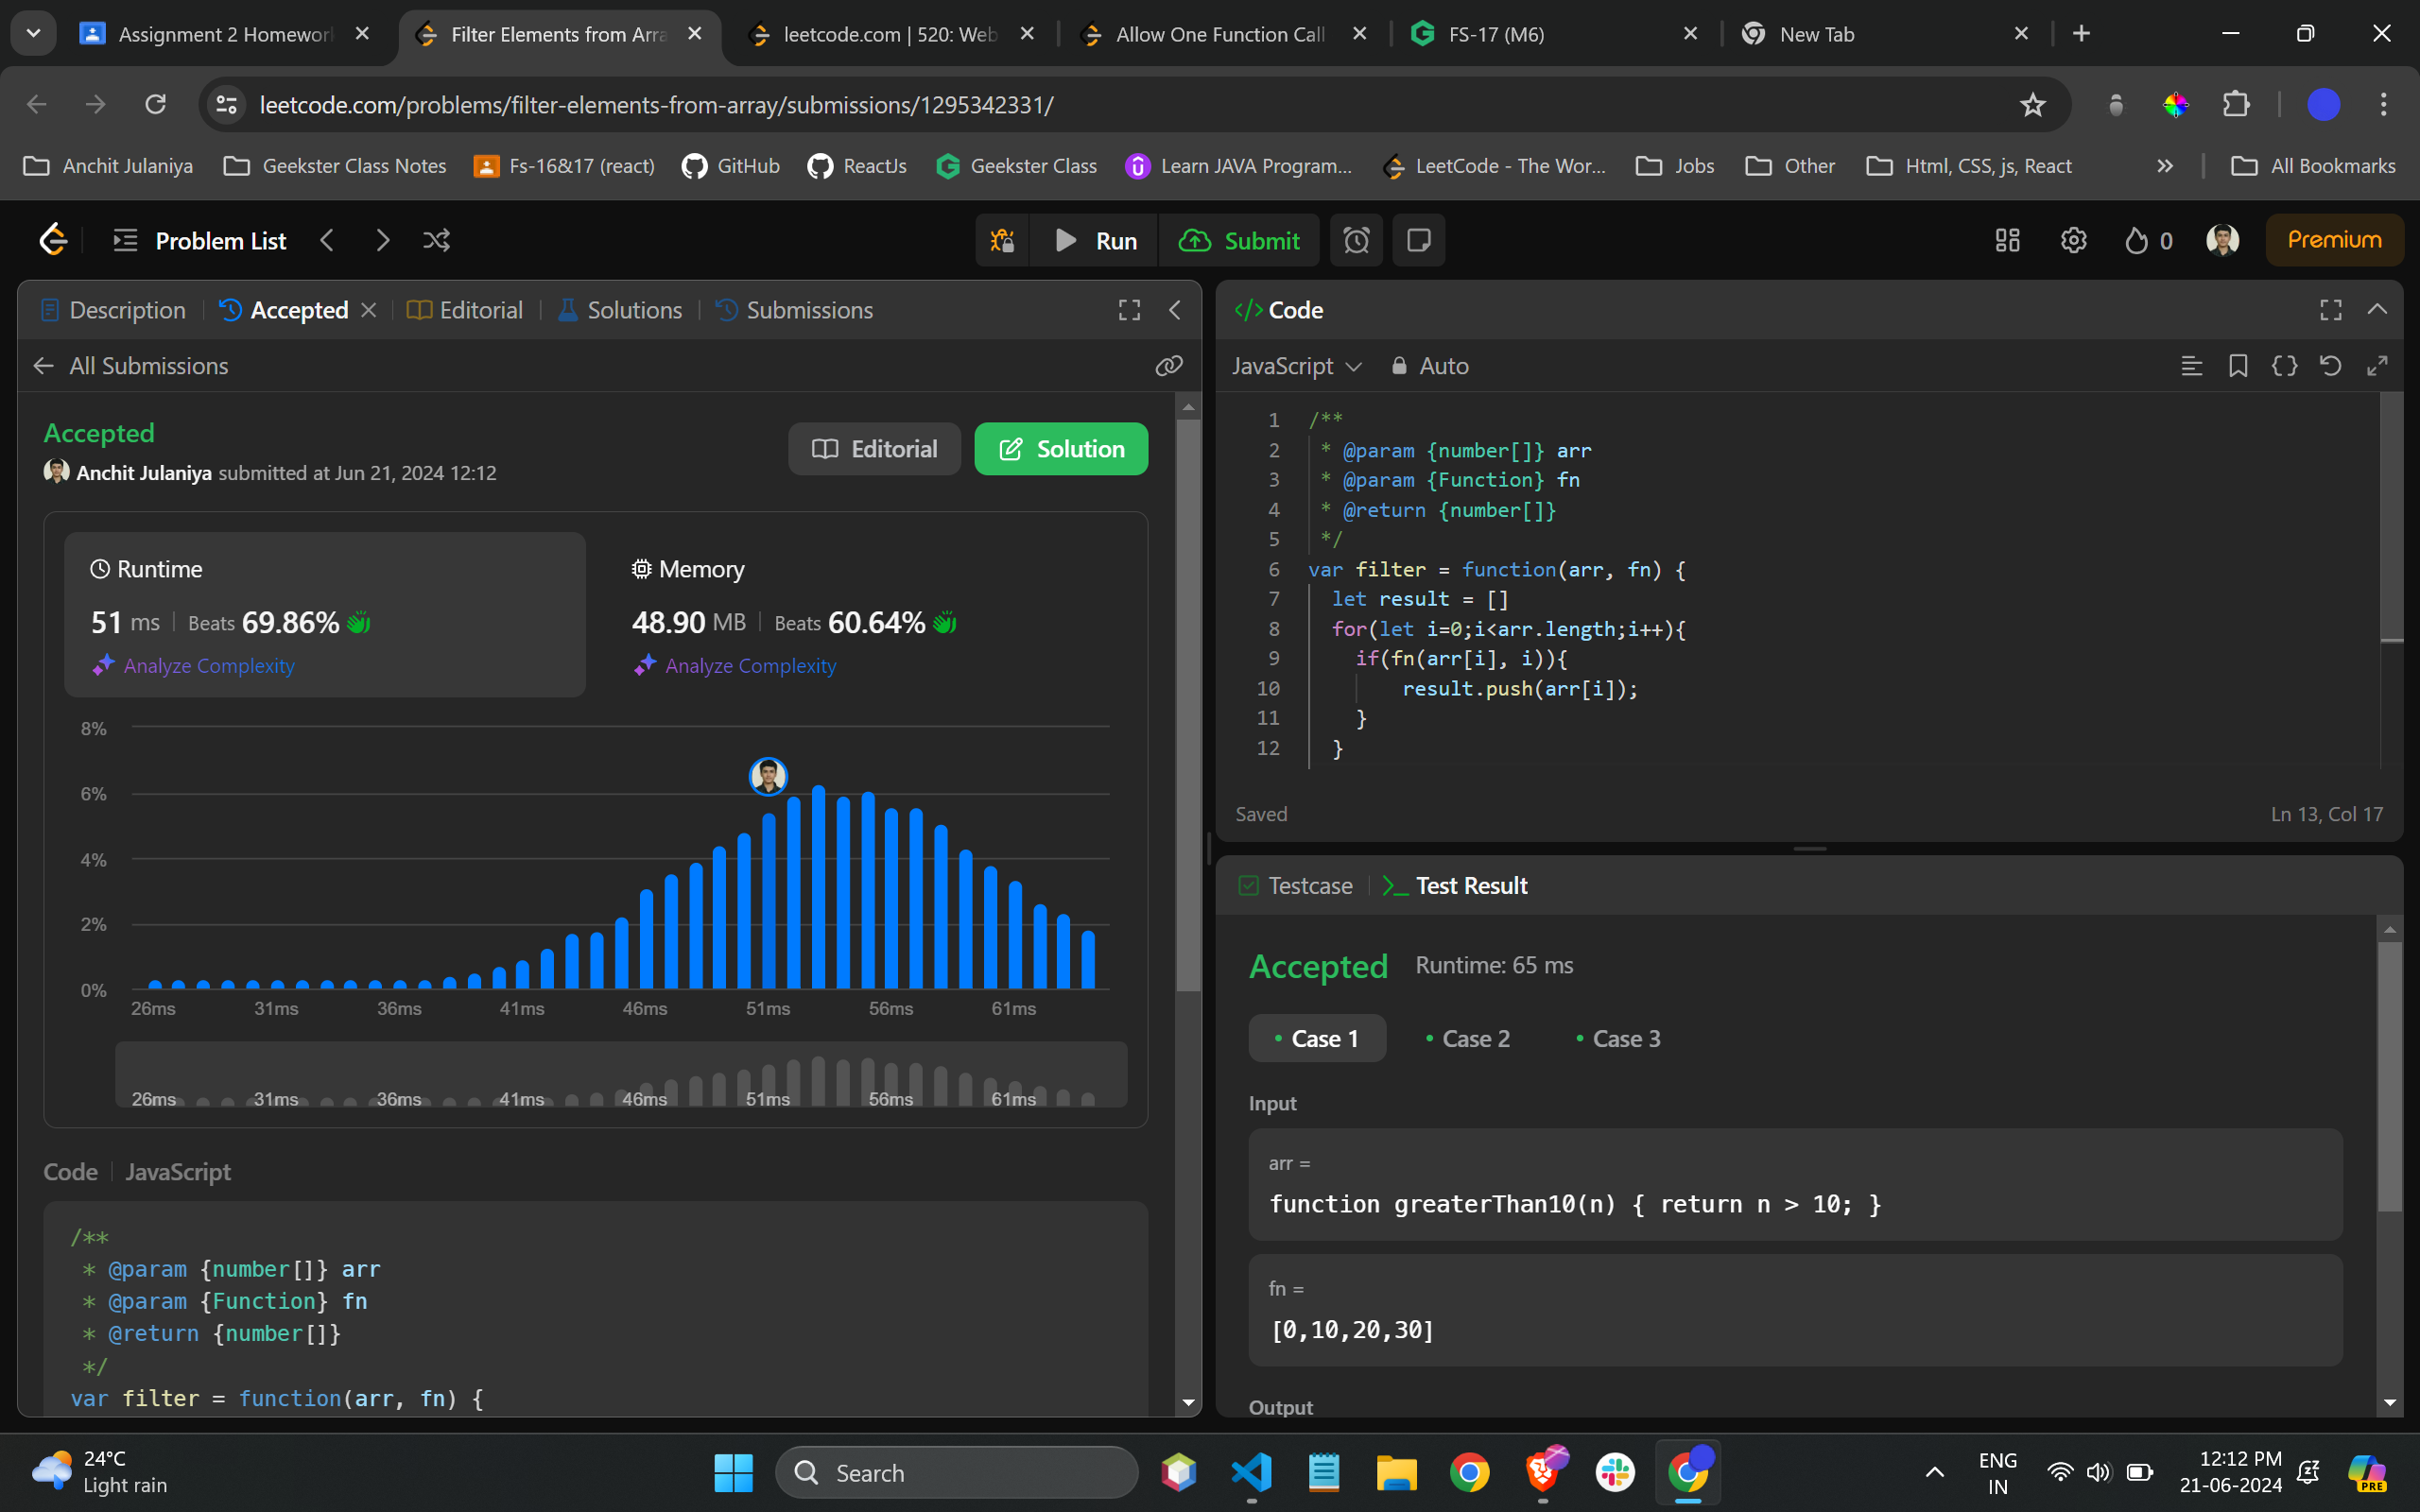 Assignment 2 Homewor
Filter Elements from Arra
leetcode.com | 520: Web
Allow One Function Call
FS-17 (M6)
New Tab
leetcode.com/problems/filter-elements-from-array/submissions/1295342331/
Anchit Julaniya
Geekster Class Notes
Fs-16&17 (react)
GitHub
ReactJs
Geekster Class
Learn JAVA Program...
LeetCode - The Wor...
Jobs
Other
Html, CSS, js, React
All Bookmarks
Problem List
Run
Submit
0
Premium
Description
Accepted
Editorial
Solutions
Submissions
All Submissions
Accepted
Anchit Julaniya submitted at Jun 21, 2024 12:12
Editorial
Solution
Runtime
51 ms
Beats 69.86%
Analyze Complexity
Memory
48.90 MB
Beats 60.64%
Analyze Complexity
8%
6%
4%
2%
0%
26ms 31ms 36ms 41ms 46ms 51ms 56ms 61ms
26ms 31ms 36ms 41ms 46ms 51ms 56ms 61ms
Code
JavaScript
/**
* @param {number[]} arr
* @param {Function} fn
* @return {number[]}
*/
var filter = function(arr, fn) {
Code
JavaScript
Auto
1 /**
2 * @param {number[]} arr
3 * @param {Function} fn
4 * @return {number[]}
5 */
6 var filter = function(arr, fn) {
7 let result = []
8 for(let i=0;i<arr.length;i++){
9 if(fn(arr[i], i)){
10 result.push(arr[i]);
11 }
12 }
Saved
Ln 13, Col 17
Testcase
Test Result
Accepted
Runtime: 65 ms
Case 1
Case 2
Case 3
Input
arr =
function greaterThan10(n) { return n > 10; }
fn =
[0,10,20,30]
Output
24°C
Light rain
Search
ENG
IN
12:12 PM
21-06-2024
PRE